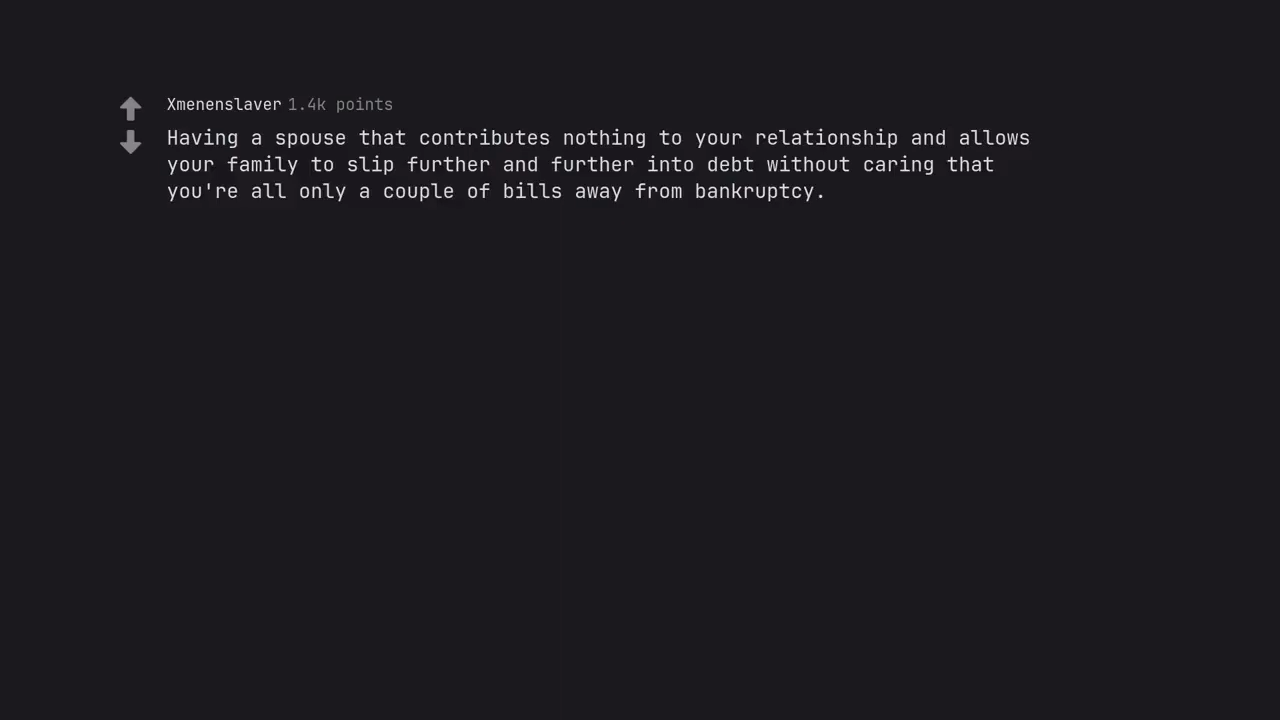 Xmenenslaver 1.4k points
Having a spouse that contributes nothing to your relationship and allows
your family to slip further and further into debt without caring that
you're all only a couple of bills away from bankruptcy.